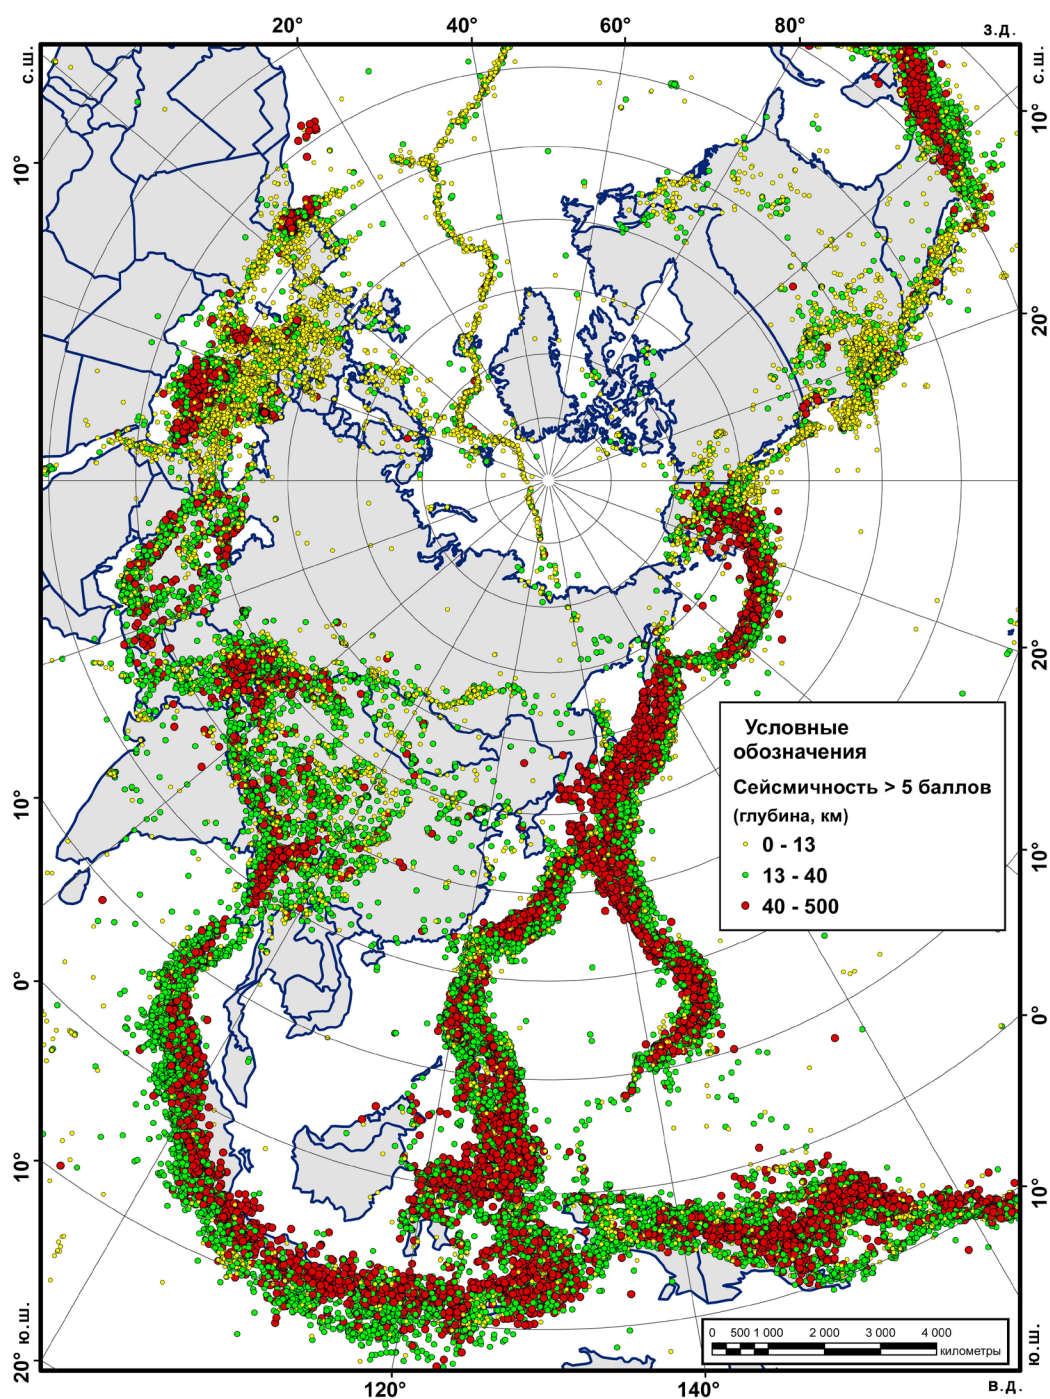 20° 40° 60° 80° з.д.
с.ш. с.ш.
10° 10°
20°
20°
Условные
обозначения
Сейсмичность > 5 баллов
(глубина, км)
0 - 13
13 - 40
40 - 500
10° 10°
0° 0°
10° 10°
20° ю.ш. ю.ш.
0 500 1 000 2 000 3 000 4 000
километры
120° 140° в.д.